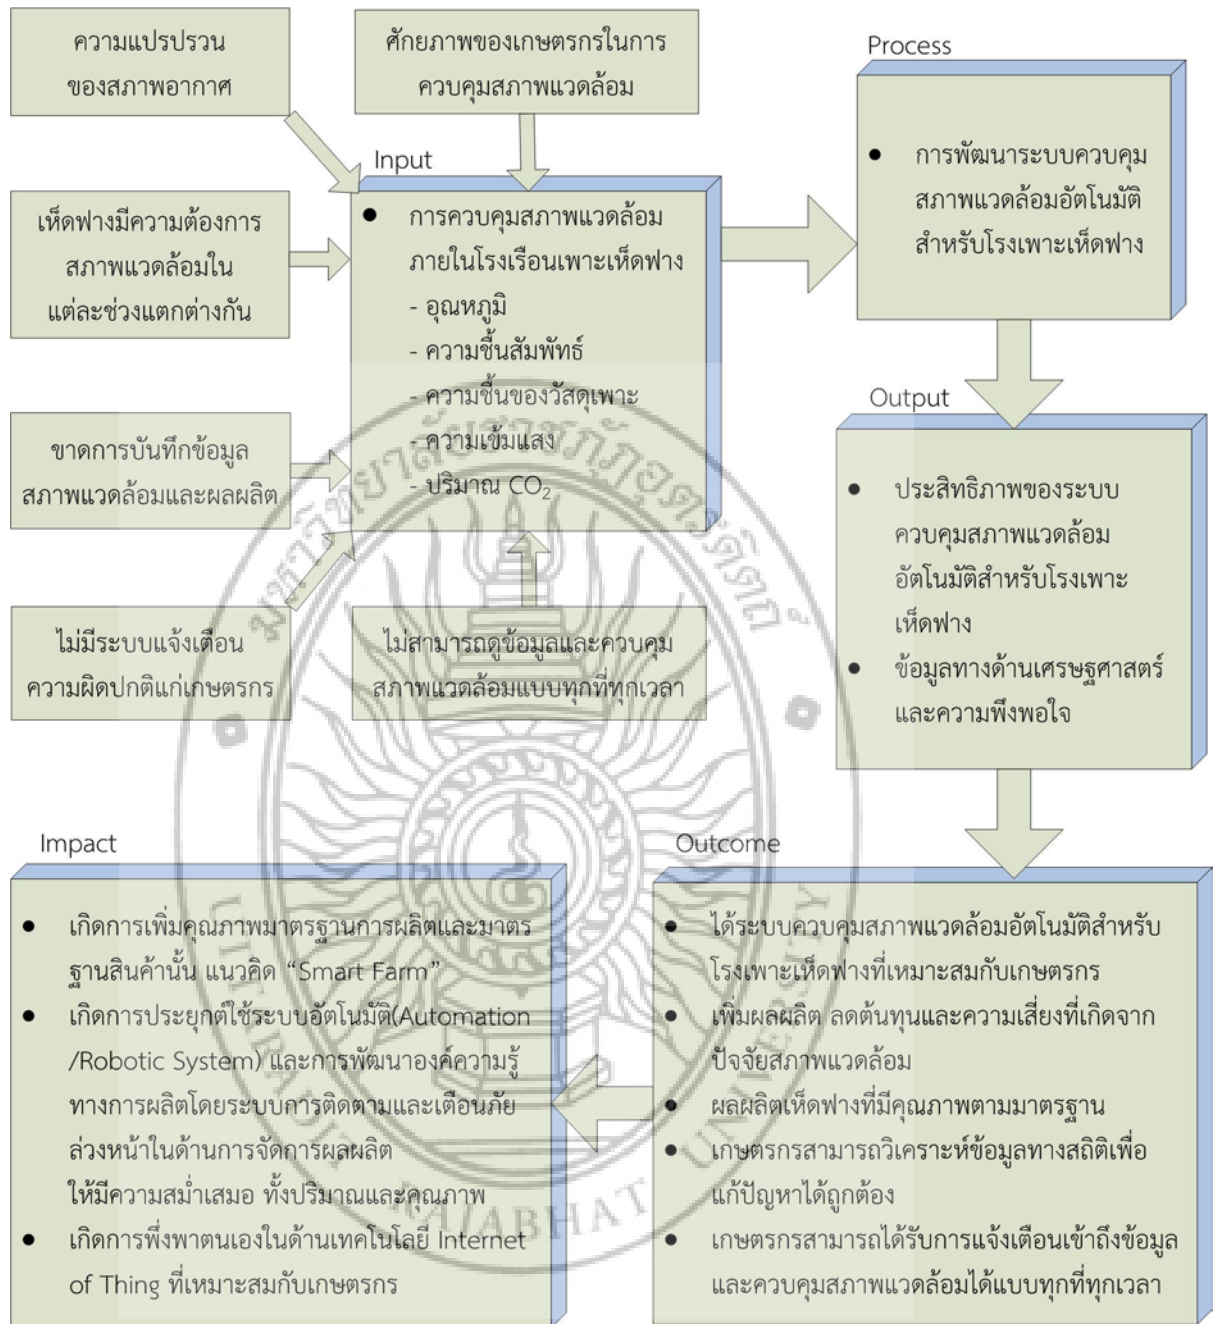 ความแปรปรวน
ของสภาพอากาศ
ศักยภาพของเกษตรกรในการ
ควบคุมสภาพแวดล้อม
เห็ดฟางมีความต้องการ
สภาพแวดล้อมใน
แต่ละช่วงแตกต่างกัน
ขาดการบันทึกข้อมูล
สภาพแวดล้อมและผลผลิต
ไม่มีระบบแจ้งเตือน
ความผิดปกติแก่เกษตรกร
ไม่สามารถดูข้อมูลและควบคุม
สภาพแวดล้อมแบบทุกที่ทุกเวลา
Input
● การควบคุมสภาพแวดล้อม
ภายในโรงเรือนเพาะเห็ดฟาง
- อุณหภูมิ
- ความชื้นสัมพัทธ์
- ความชื้นของวัสดุเพาะ
- ความเข้มแสง
- ปริมาณ CO₂
Process
● การพัฒนาระบบควบคุม
สภาพแวดล้อมอัตโนมัติ
สำหรับโรงเพาะเห็ดฟาง
Output
● ประสิทธิภาพของระบบ
ควบคุมสภาพแวดล้อม
อัตโนมัติสำหรับโรงเพาะ
เห็ดฟาง
● ข้อมูลทางด้านเศรษฐศาสตร์
และความพึงพอใจ
Outcome
● ได้ระบบควบคุมสภาพแวดล้อมอัตโนมัติสำหรับ
โรงเพาะเห็ดฟางที่เหมาะสมกับเกษตรกร
● เพิ่มผลผลิต ลดต้นทุนและความเสี่ยงที่เกิดจาก
ปัจจัยสภาพแวดล้อม
● ผลผลิตเห็ดฟางที่มีคุณภาพตามมาตรฐาน
● เกษตรกรสามารถวิเคราะห์ข้อมูลทางสถิติเพื่อ
แก้ปัญหาได้ถูกต้อง
● เกษตรกรสามารถได้รับการแจ้งเตือนเข้าถึงข้อมูล
และควบคุมสภาพแวดล้อมได้แบบทุกที่ทุกเวลา
Impact
● เกิดการเพิ่มคุณภาพมาตรฐานการผลิตและมาตร
ฐานสินค้านั้น แนวคิด “Smart Farm”
● เกิดการประยุกต์ใช้ระบบอัตโนมัติ(Automation
/Robotic System) และการพัฒนาองค์ความรู้
ทางการผลิตโดยระบบการติดตามและเตือนภัย
ล่วงหน้าในด้านการจัดการผลผลิต
ให้มีความสม่ำเสมอ ทั้งปริมาณและคุณภาพ
● เกิดการพึ่งพาตนเองในด้านเทคโนโลยี Internet
of Thing ที่เหมาะสมกับเกษตรกร
มหาวิทยาลัยราชภัฏอุตรดิตถ์
UTTARADIT RAJABHAT UNIVERSITY